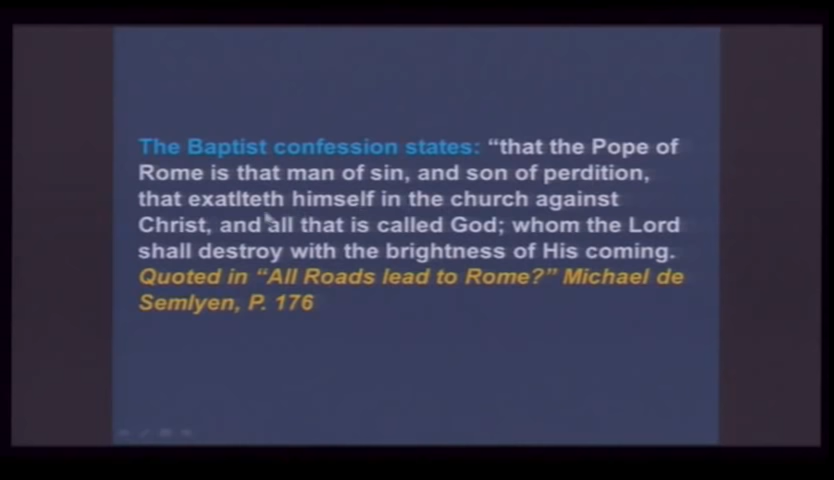 The Baptist confession states: “that the Pope of
Rome is that man of sin, and son of perdition,
that exatlteth himself in the church against
Christ, and all that is called God; whom the Lord
shall destroy with the brightness of His coming.
Quoted in “All Roads lead to Rome?” Michael de
Semlyen, P. 176